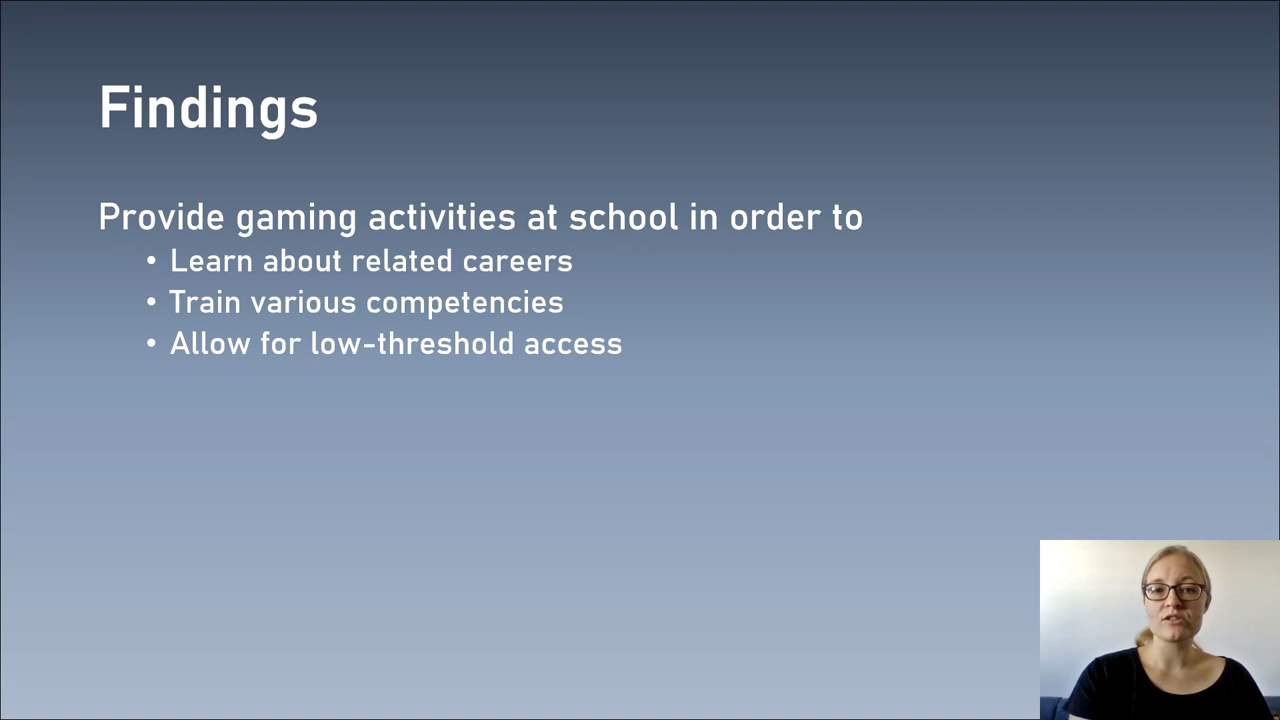 Findings
Provide gaming activities at school in order to
• Learn about related careers
• Train various competencies
• Allow for low-threshold access